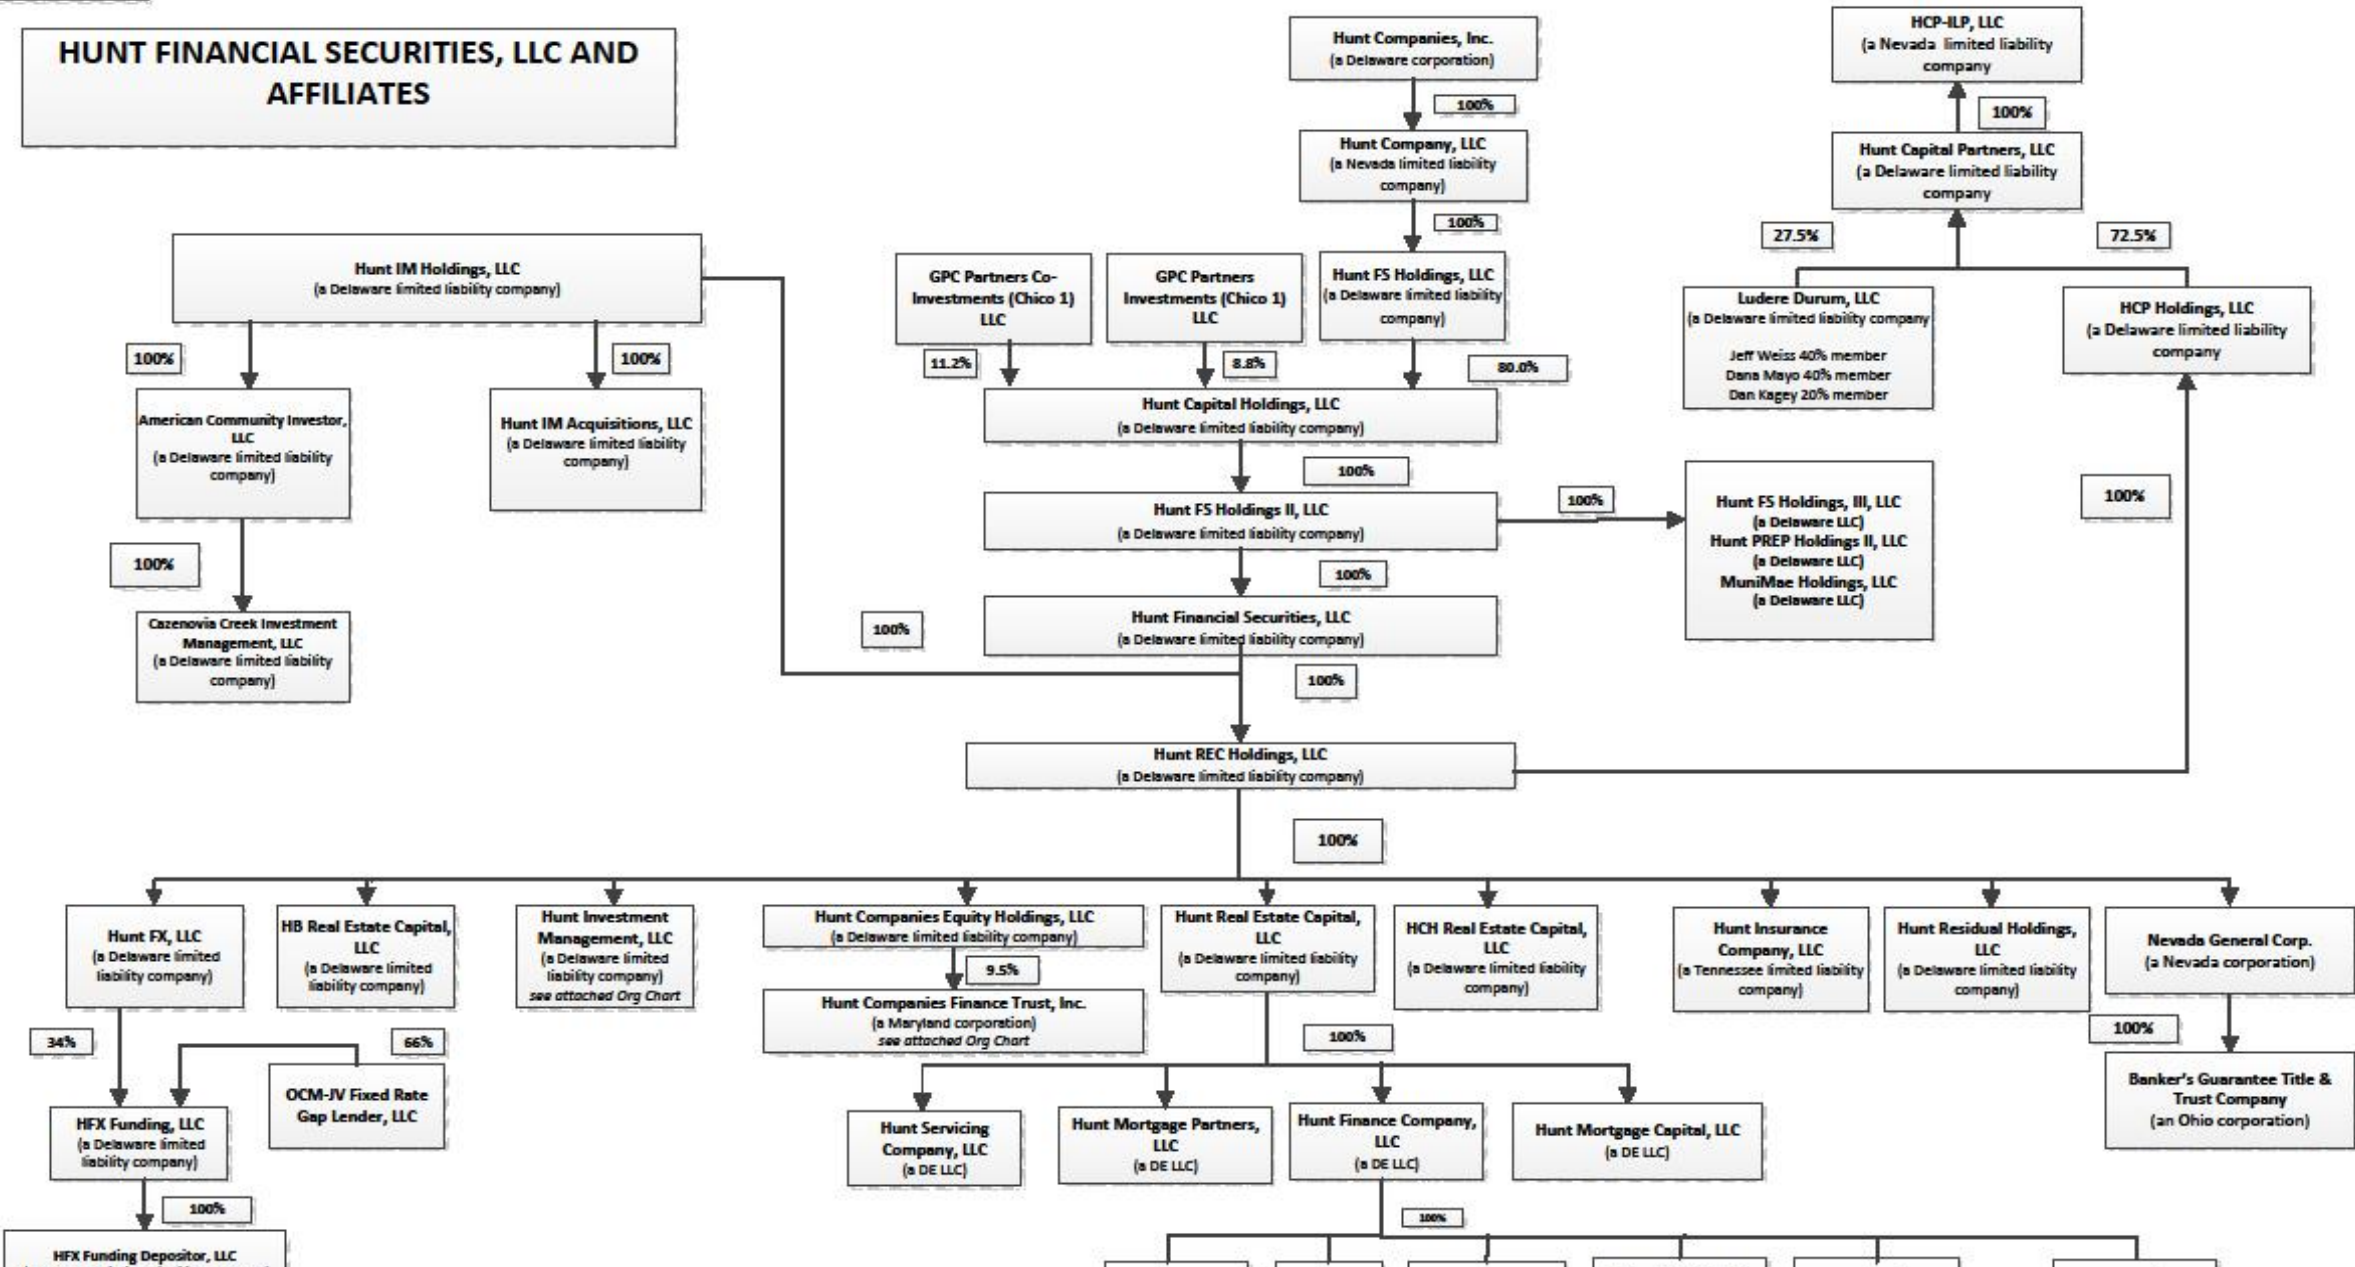 HUNT FINANCIAL SECURITIES, LLC AND
AFFILIATES
Hunt Companies, Inc.
(a Delaware corporation)
100%
Hunt Company, LLC
(a Nevada limited liability
company)
100%
HCP-ILP, LLC
(a Nevada limited liability
company
100%
Hunt Capital Partners, LLC
(a Delaware limited liability
company
27.5%
72.5%
Hunt IM Holdings, LLC
(a Delaware limited liability company)
GPC Partners Co-
Investments (Chico 1)
LLC
GPC Partners
Investments (Chico 1)
LLC
Hunt FS Holdings, LLC
(a Delaware limited liability
company)
Ludere Durum, LLC
(a Delaware limited liability company
Jeff Weiss 40% member
Dana Mayo 40% member
Dan Kagey 20% member
HCP Holdings, LLC
(a Delaware limited liability
company
100%
100%
11.2%
8.8%
80.0%
American Community Investor,
LLC
(a Delaware limited liability
company)
Hunt IM Acquisitions, LLC
(a Delaware limited liability
company)
Hunt Capital Holdings, LLC
(a Delaware limited liability company)
100%
Hunt FS Holdings II, LLC
(a Delaware limited liability company)
100%
Hunt FS Holdings, III, LLC
(a Delaware LLC)
Hunt PREP Holdings II, LLC
(a Delaware LLC)
MuniMae Holdings, LLC
(a Delaware LLC)
100%
100%
100%
Cazenovia Creek Investment
Management, LLC
(a Delaware limited liability
company)
Hunt Financial Securities, LLC
(a Delaware limited liability company)
100%
100%
Hunt REC Holdings, LLC
(a Delaware limited liability company)
100%
Hunt FX, LLC
(a Delaware limited
liability company)
HB Real Estate Capital,
LLC
(a Delaware limited
liability company)
Hunt Investment
Management, LLC
(a Delaware limited
liability company)
see attached Org Chart
Hunt Companies Equity Holdings, LLC
(a Delaware limited liability company)
9.5%
Hunt Companies Finance Trust, Inc.
(a Maryland corporation)
see attached Org Chart
Hunt Real Estate Capital,
LLC
(a Delaware limited liability
company)
HCH Real Estate Capital,
LLC
(a Delaware limited liability
company)
Hunt Insurance
Company, LLC
(a Tennessee limited liability
company)
Hunt Residual Holdings,
LLC
(a Delaware limited liability
company)
Nevada General Corp.
(a Nevada corporation)
34%
66%
100%
100%
OCM-JV Fixed Rate
Gap Lender, LLC
HFX Funding, LLC
(a Delaware limited
liability company)
Hunt Servicing
Company, LLC
(a DE LLC)
Hunt Mortgage Partners,
LLC
(a DE LLC)
Hunt Finance Company,
LLC
(a DE LLC)
Hunt Mortgage Capital, LLC
(a DE LLC)
Banker's Guarantee Title &
Trust Company
(an Ohio corporation)
100%
100%
HFX Funding Depositor, LLC